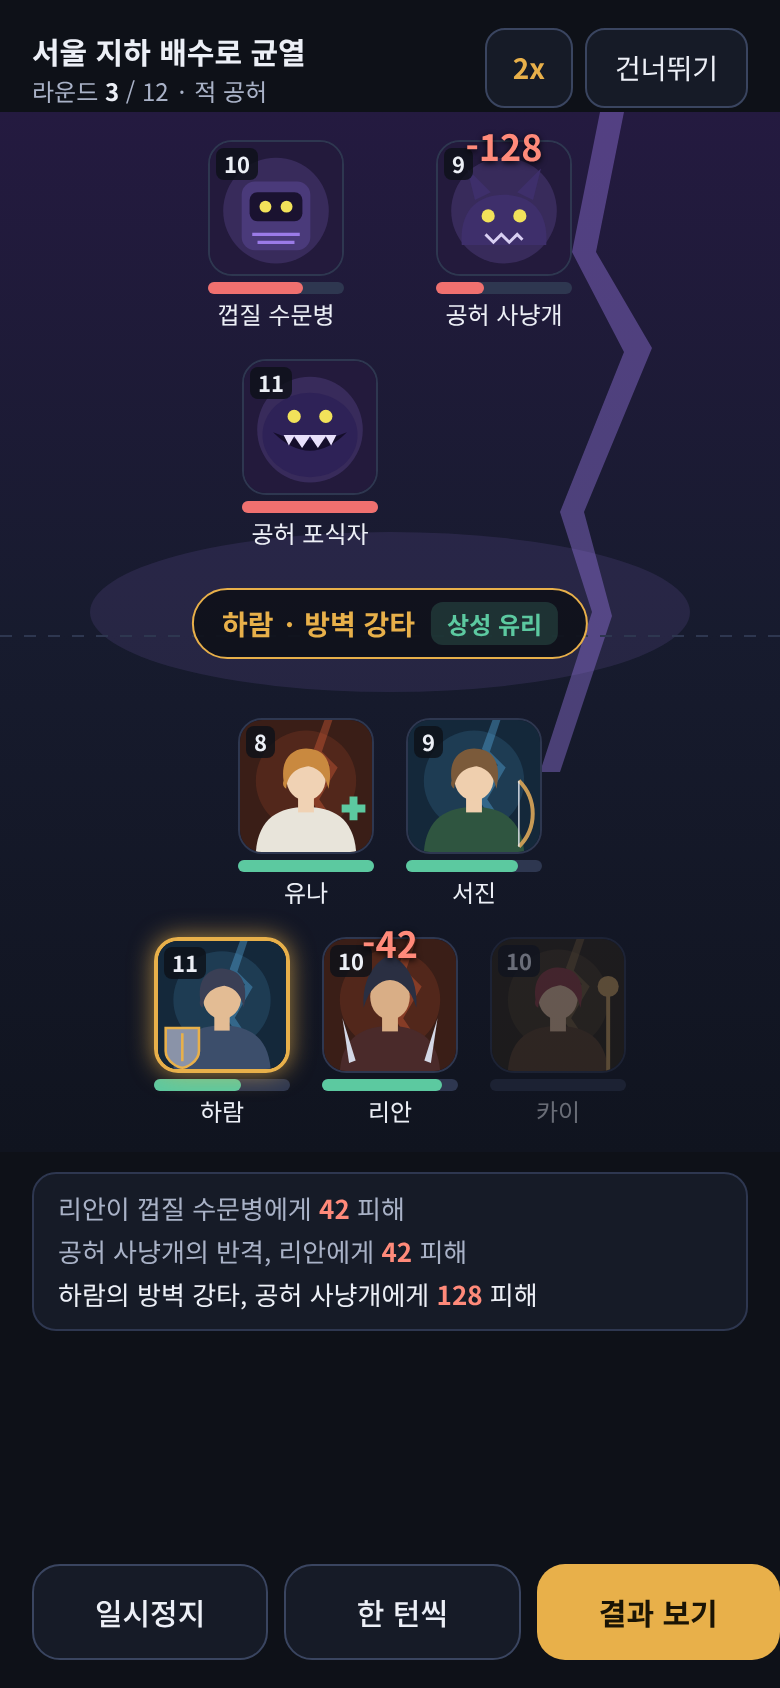 서울 지하 배수로 균열
라운드 3 / 12 · 적 공허
2x
건너뛰기
10
9
-128
껍질 수문병
공허 사냥개
11
공허 포식자
하람 · 방벽 강타
상성 유리
8
9
유나
서진
11
10
-42
10
하람
리안
카이
리안이 껍질 수문병에게 42 피해
공허 사냥개의 반격, 리안에게 42 피해
하람의 방벽 강타, 공허 사냥개에게 128 피해
일시정지
한 턴씩
결과 보기